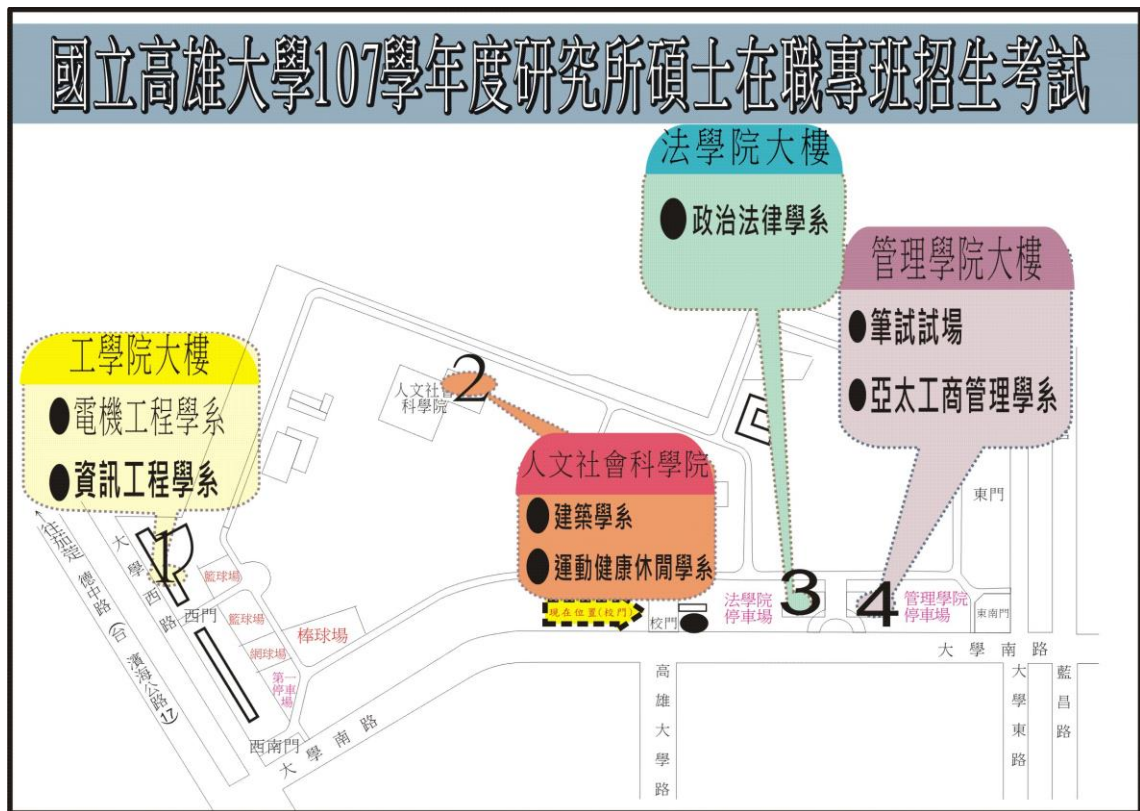 國立高雄大學107學年度研究所碩士在職專班招生考試
法學院大樓
●政治法律學系
管理學院大樓
●筆試試場
●亞太工商管理學系
工學院大樓
●電機工程學系
●資訊工程學系
2
人文社會
科學院
人文社會科學院
●建築學系
●運動健康休閒學系
東門
昌
往茄萣
德中路(台
濱海公路(17)
大學西路
1
西門
籃球場
籃球場
網球場
棒球場
第一
停車
場
西南門
大學南路
現在位置(校門)
校門
法學院
停車場
3
4
管理學院
停車場
東南門
大學南路
高雄大學路
大學東路
藍昌路